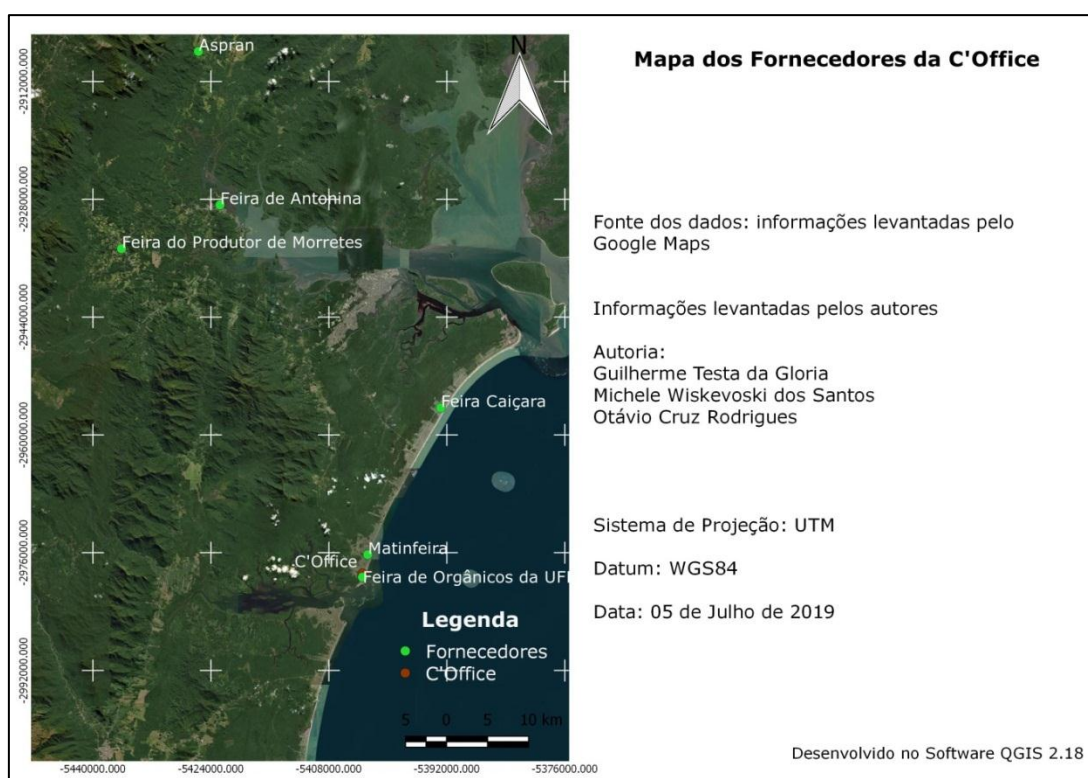 Mapa dos Fornecedores da C'Office
Aspran
N
Feira de Antonina
Feira do Produtor de Morretes
Feira Caiçara
Matinfeira
C'Office
Feira de Orgânicos da UF
Legenda
Fornecedores
C'Office
5 0 5 10 km
-2912000.000
-2928000.000
-2944000.000
-2960000.000
-2976000.000
-2992000.000
-5440000.000
-5424000.000
-5408000.000
-5392000.000
-5376000.000
Fonte dos dados: informações levantadas pelo
Google Maps
Informações levantadas pelos autores
Autoria:
Guilherme Testa da Gloria
Michele Wiskevoski dos Santos
Otávio Cruz Rodrigues
Sistema de Projeção: UTM
Datum: WGS84
Data: 05 de Julho de 2019
Desenvolvido no Software QGIS 2.18